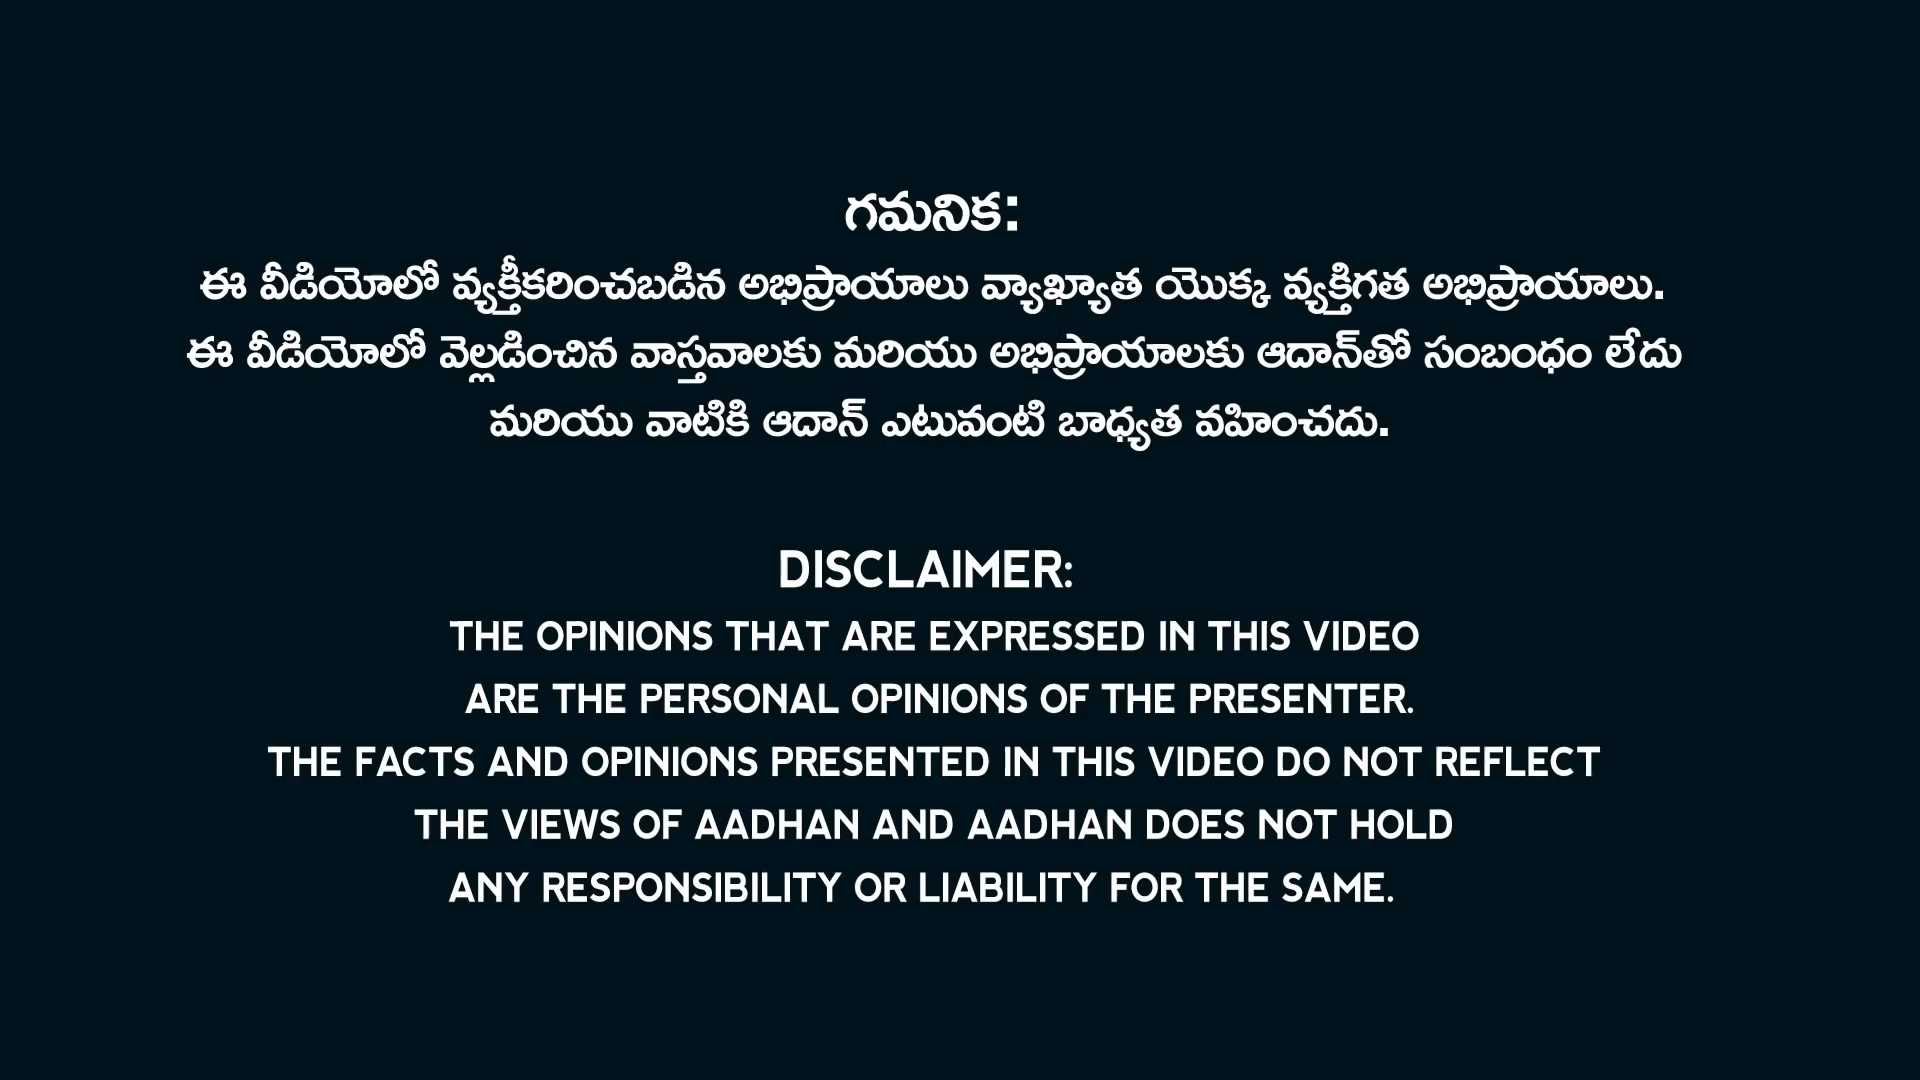 గమనిక:
ఈ వీడియోలో వ్యక్తీకరించబడిన అభిప్రాయాలు వ్యాఖ్యాత యొక్క వ్యక్తిగత అభిప్రాయాలు.
ఈ వీడియోలో వెల్లడించిన వాస్తవాలకు మరియు అభిప్రాయాలకు ఆదాన్‌తో సంబంధం లేదు
మరియు వాటికి ఆదాన్ ఎటువంటి బాధ్యత వహించదు.
DISCLAIMER:
THE OPINIONS THAT ARE EXPRESSED IN THIS VIDEO
ARE THE PERSONAL OPINIONS OF THE PRESENTER.
THE FACTS AND OPINIONS PRESENTED IN THIS VIDEO DO NOT REFLECT
THE VIEWS OF AADHAN AND AADHAN DOES NOT HOLD
ANY RESPONSIBILITY OR LIABILITY FOR THE SAME.